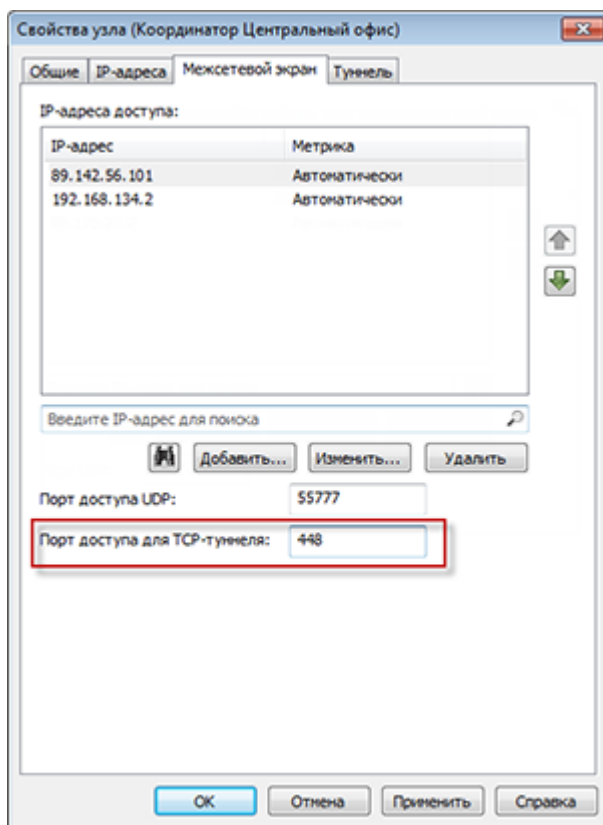 Свойства узла (Координатор Центральный офис)
Общие IP-адреса Межсетевой экран Туннель
IP-адреса доступа:
IP-адрес Метрика
89.142.56.101 Автоматически
192.168.134.2 Автоматически
Введите IP-адрес для поиска
Добавить... Изменить... Удалить
Порт доступа UDP: 55777
Порт доступа для TCP-туннеля: 448
OK Отмена Применить Справка